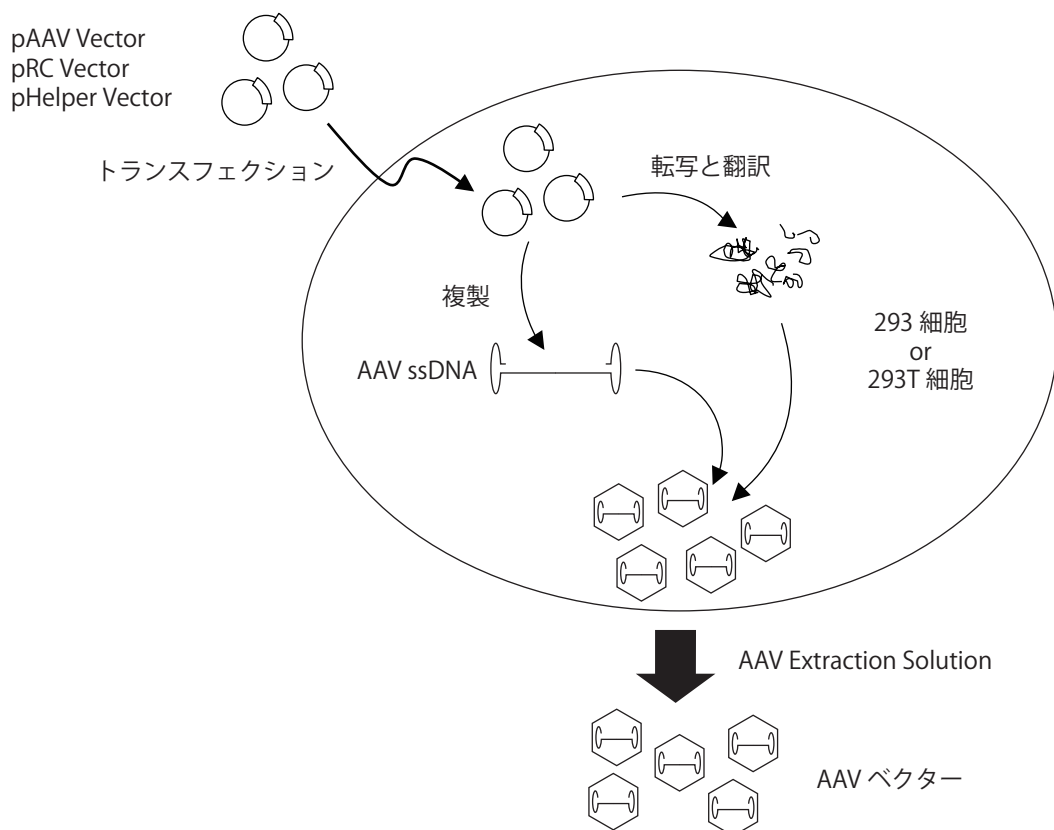 pAAV Vector
pRC Vector
pHelper Vector
トランスフェクション
転写と翻訳
複製
AAV ssDNA
293 細胞
or
293T 細胞
AAV Extraction Solution
AAV ベクター